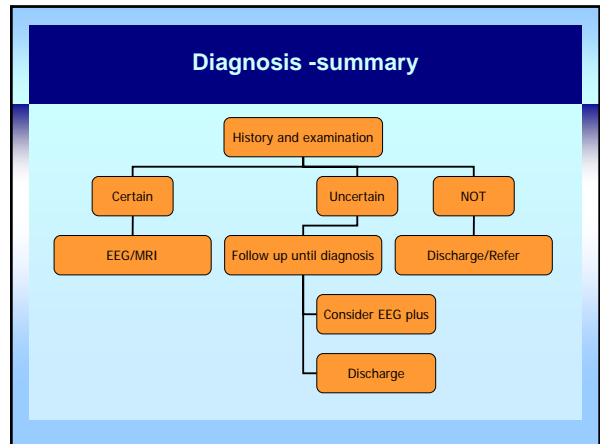 Diagnosis -summary
History and examination
Certain
Uncertain
NOT
EEG/MRI
Follow up until diagnosis
Discharge/Refer
Consider EEG plus
Discharge